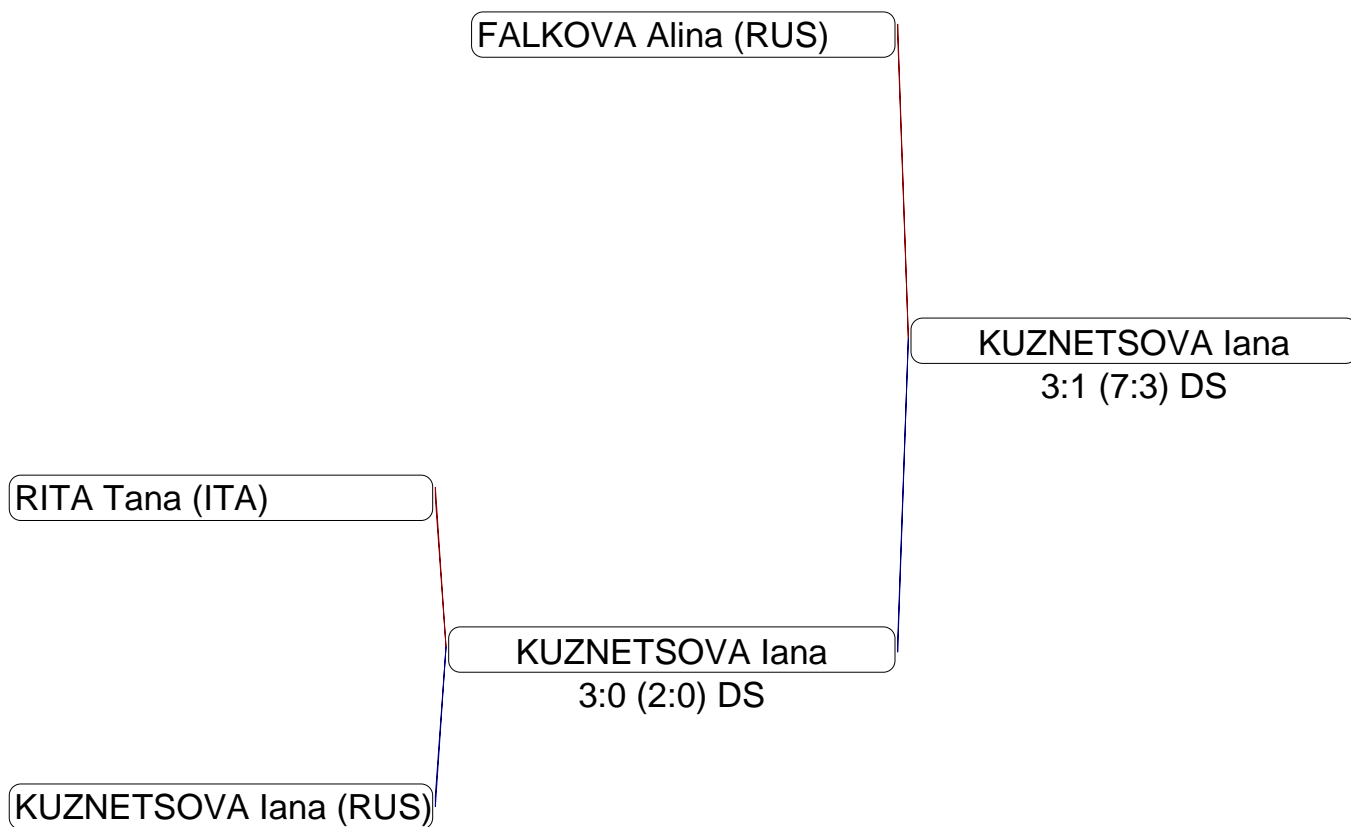 FALKOVA Alina (RUS)
KUZNETSOVA Iana
3:1 (7:3) DS
RITA Tana (ITA)
KUZNETSOVA Iana
3:0 (2:0) DS
KUZNETSOVA Iana (RUS)